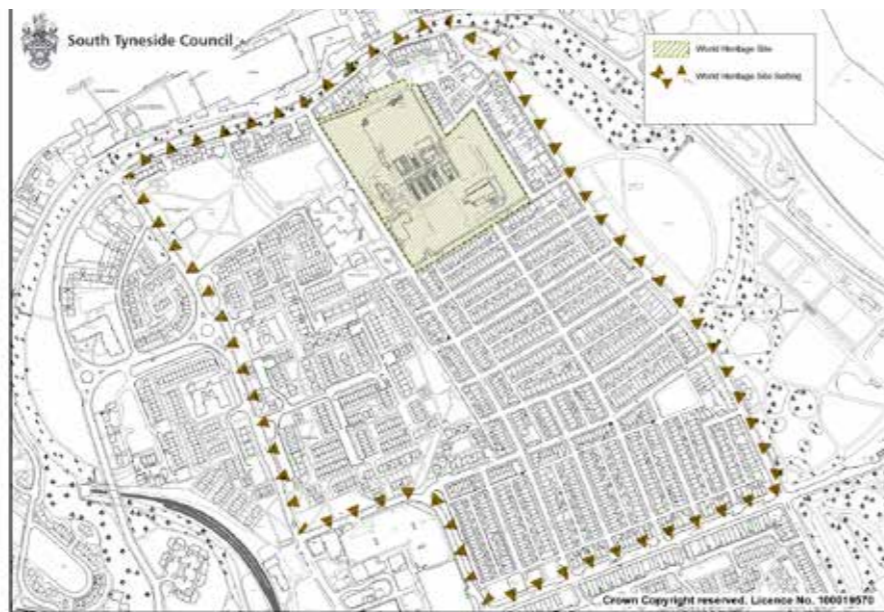 South Tyneside Council
World Heritage Site
World Heritage Site Setting
Crown Copyright reserved. Licence No. 100019570